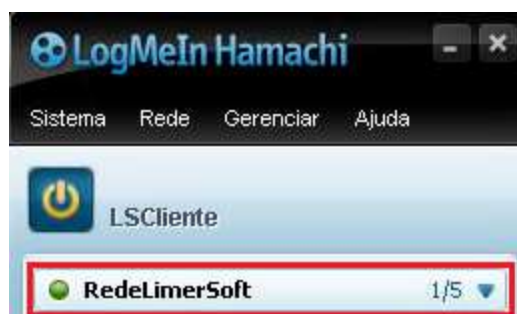 LogMeIn Hamachi
Sistema Rede Gerenciar Ajuda
LSCliente
RedeLimerSoft 1/5